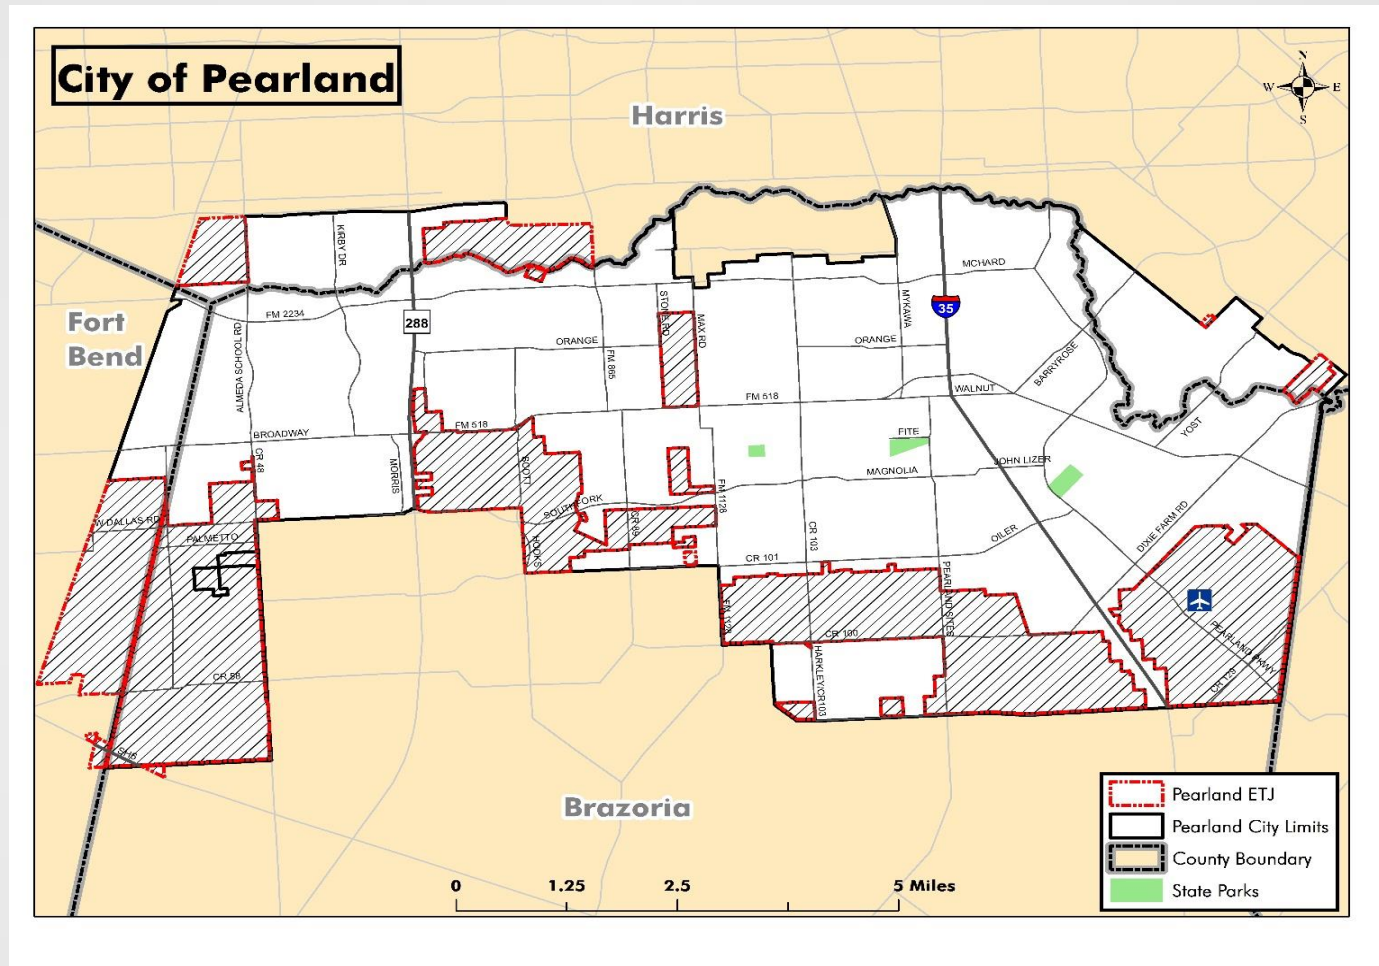 City of Pearland
N
W E
S
Harris
Fort
Bend
Brazoria
KIRBY DR
FM 2234
ALMEDA SCHOOL RD
288
ORANGE
FM 865
STONE RD
MAX RD
MYKAWA
MCHARD
35
ORANGE
WALNUT
BARRYROSE
FM 518
BROADWAY
CR 48
MORRIS
FM 518
SCOTT
FITE
MAGNOLIA
JOHN LIZER
YOST
W DALLAS RD
PALMETTO
SOUTHFORK
CR 89
HOOKS
FM 1128
CR 103
CR 101
OILER
DIXIE FARM RD
FM 1128
PEARLAND SITES
CR 100
HARKLEY/CR103
PEARLAND PKWY
CR 129
CR 58
SH6
Pearland ETJ
Pearland City Limits
County Boundary
State Parks
0 1.25 2.5 5 Miles